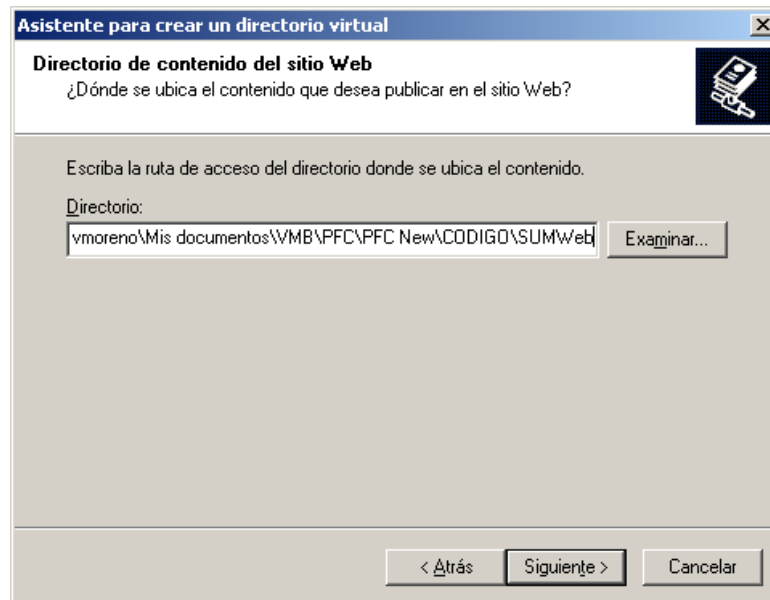 Asistente para crear un directorio virtual
Directorio de contenido del sitio Web
¿Dónde se ubica el contenido que desea publicar en el sitio Web?
Escriba la ruta de acceso del directorio donde se ubica el contenido.
Directorio:
vmoreno\Mis documentos\VMB\PFC\PFC New\CODIGO\SUMWeb
Examinar...
< Atrás
Siguiente >
Cancelar